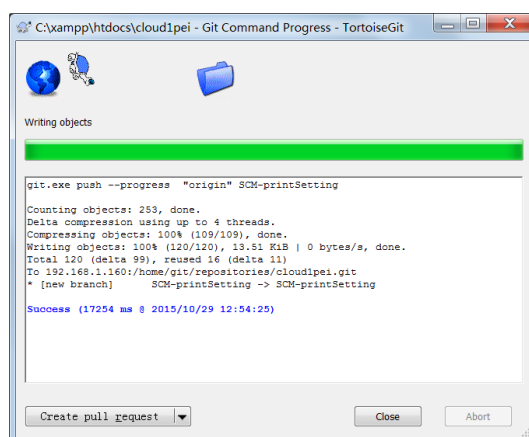 C:\xampp\htdocs\cloud1pei - Git Command Progress - TortoiseGit
Writing objects
git.exe push --progress "origin" SCM-printSetting
Counting objects: 253, done.
Delta compression using up to 4 threads.
Compressing objects: 100% (109/109), done.
Writing objects: 100% (120/120), 13.51 KiB | 0 bytes/s, done.
Total 120 (delta 99), reused 16 (delta 11)
To 192.168.1.160:/home/git/repositories/cloud1pei.git
* [new branch] SCM-printSetting -> SCM-printSetting
Success (17254 ms @ 2015/10/29 12:54:25)
Create pull request
Close
Abort